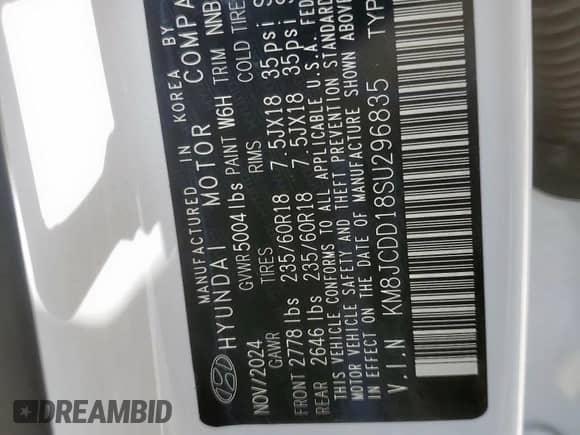 MANUFACTURED IN KOREA BY
HYUNDAI MOTOR COMPA
NOV/2024 GVWR 5004 lbs PAINT W6H TRIM NNB
GAWR TIRES RIMS COLD TIRE
FRONT 2778 lbs 235/60R18 7.5JX18 35psi
REAR 2646 lbs 235/60R18 7.5JX18 35psi
THIS VEHICLE CONFORMS TO ALL APPLICABLE U.S.A. FED
MOTOR VEHICLE SAFETY AND THEFT PREVENTION STANDARD
IN EFFECT ON THE DATE OF MANUFACTURE SHOWN ABOVE
V.I.N KM8JCDD18SU296835 TYP
DREAMBID